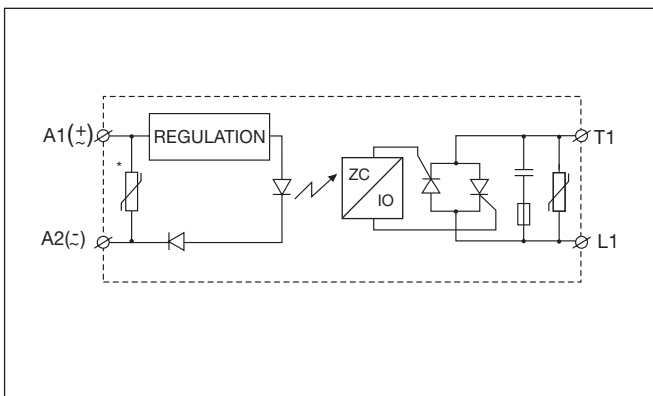 A1(+~) REGULATION T1
*
ZC
IO
A2(-~) L1